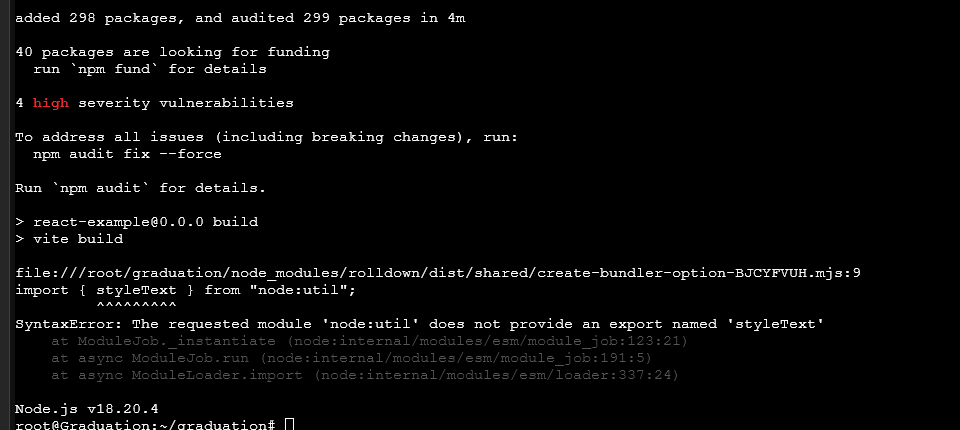 added 298 packages, and audited 299 packages in 4m
40 packages are looking for funding
run `npm fund` for details
4 high severity vulnerabilities
To address all issues (including breaking changes), run:
npm audit fix --force
Run `npm audit` for details.
> react-example@0.0.0 build
> vite build
file:///root/graduation/node_modules/rolldown/dist/shared/create-bundler-option-BJCYFVUH.mjs:9
import { styleText } from "node:util";
^^^^^^^^^
SyntaxError: The requested module 'node:util' does not provide an export named 'styleText'
at ModuleJob._instantiate (node:internal/modules/esm/module_job:123:21)
at async ModuleJob.run (node:internal/modules/esm/module_job:191:5)
at async ModuleLoader.import (node:internal/modules/esm/loader:337:24)
Node.js v18.20.4
root@Graduation:~/graduation#